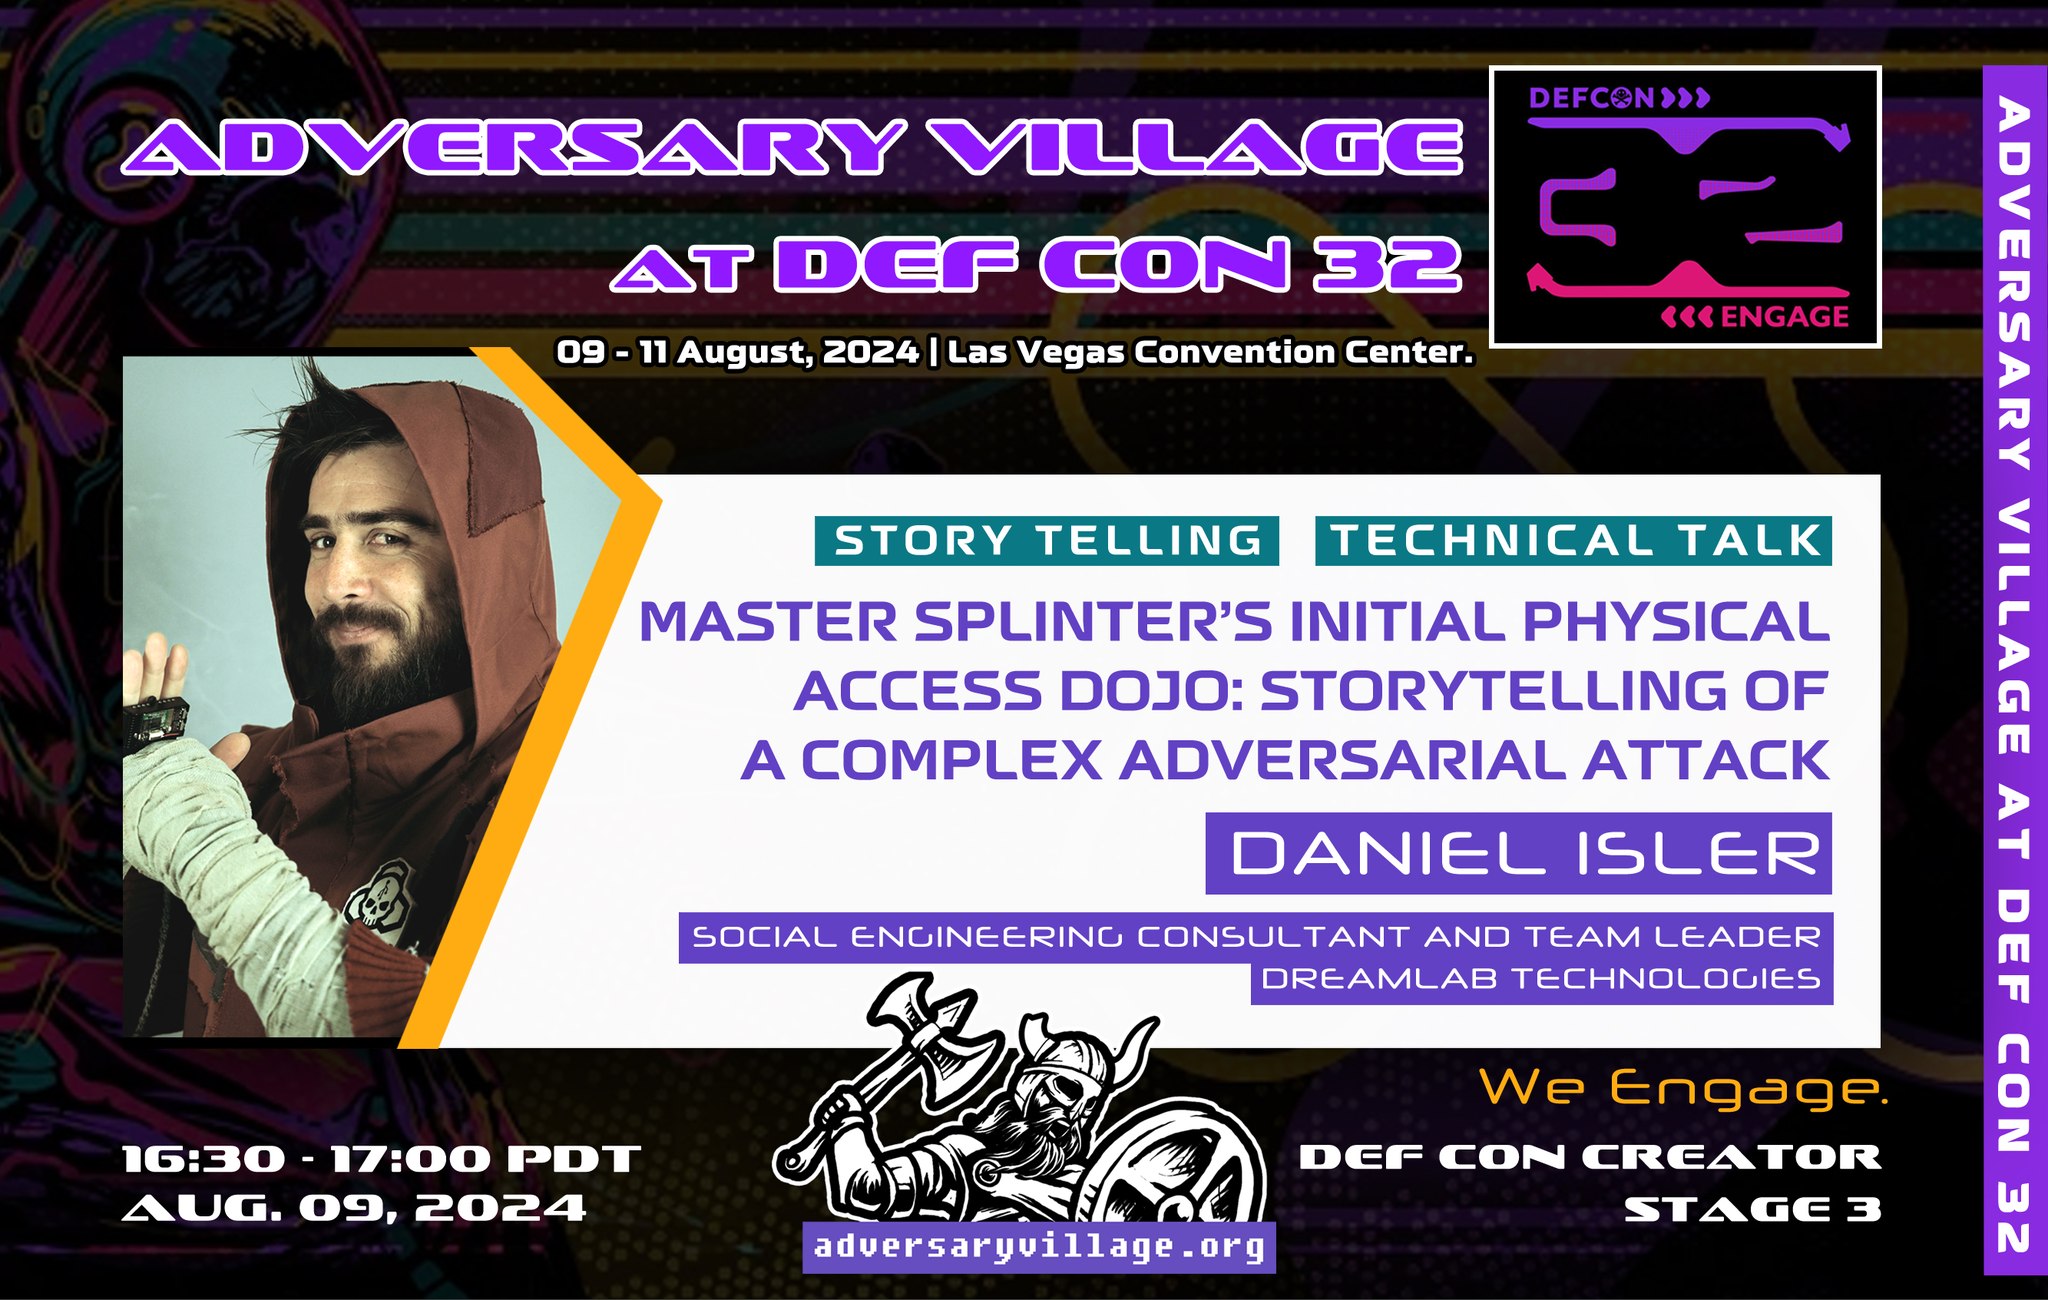 ADVERSARY VILLAGE
AT DEF CON 32
09 - 11 August, 2024 | Las Vegas Convention Center.
DEFCON
32
ENGAGE
STORY TELLING
TECHNICAL TALK
MASTER SPLINTER'S INITIAL PHYSICAL
ACCESS DOJO: STORYTELLING OF
A COMPLEX ADVERSARIAL ATTACK
DANIEL ISLER
SOCIAL ENGINEERING CONSULTANT AND TEAM LEADER
DREAMLAB TECHNOLOGIES
We Engage.
DEF CON CREATOR
STAGE 3
16:30 - 17:00 PDT
AUG. 09, 2024
adversaryvillage.org
ADVERSARY VILLAGE AT DEF CON 32